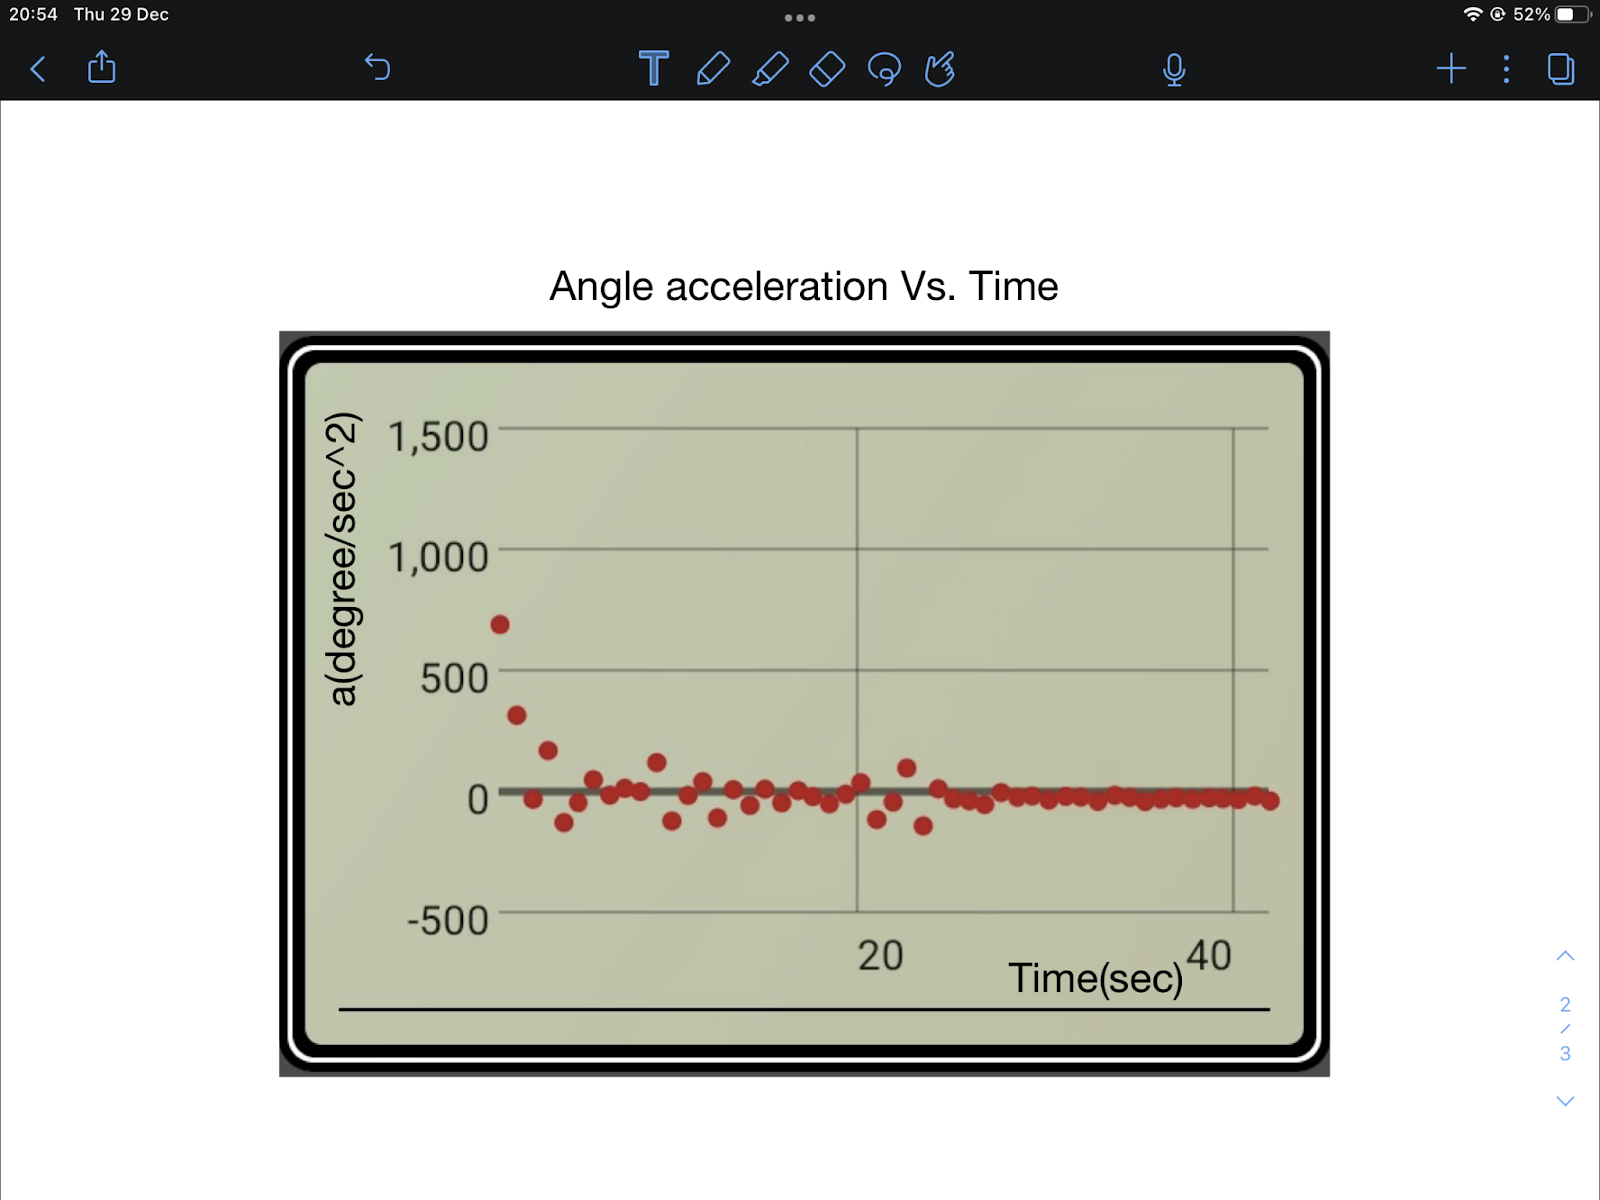 20:54 Thu 29 Dec
52%
T
Angle acceleration Vs. Time
a(degree/sec^2)
1,500
1,000
500
0
-500
20
40
Time(sec)
2
/
3